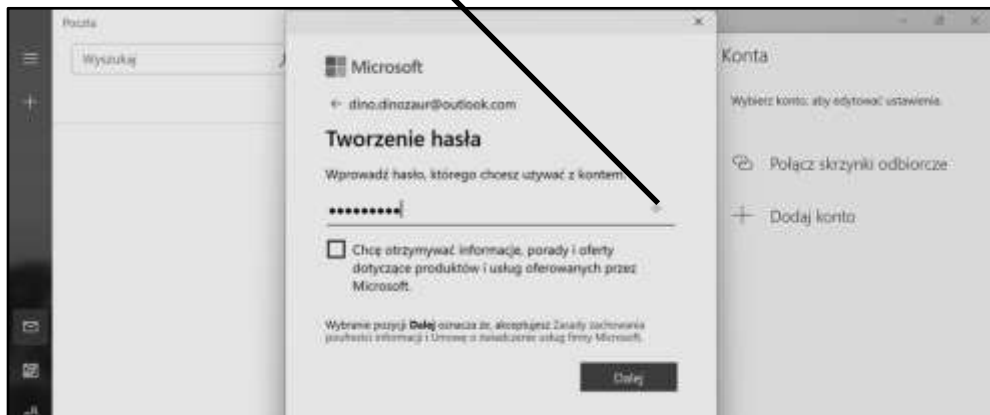 Poczta
Wyszukaj
Microsoft
← dino.dinozaur@outlook.com
Tworzenie hasła
Wprowadź hasło, którego chcesz używać z kontem.
•••••••••
Chcę otrzymywać informacje, porady i oferty
dotyczące produktów i usług oferowanych przez
Microsoft.
Wybranie pozycji Dalej oznacza że, akceptujesz Zasady zachowania
poufności informacji i Umowę o świadczenie usług firmy Microsoft.
Dalej
Konta
Wybierz konto, aby edytować ustawienia.
Połącz skrzynki odbiorcze
Dodaj konto